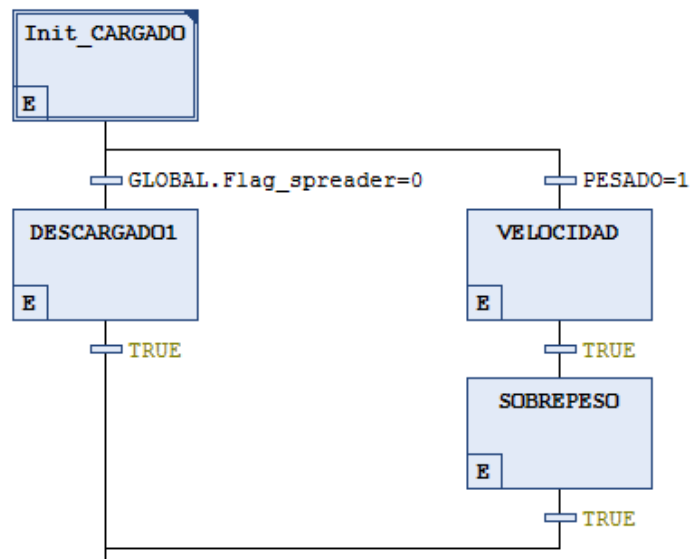 Init_CARGADO
E
GLOBAL.Flag_spreader=0
PESADO=1
DESCARGADO1
E
VELOCIDAD
E
TRUE
TRUE
SOBREPESO
E
TRUE